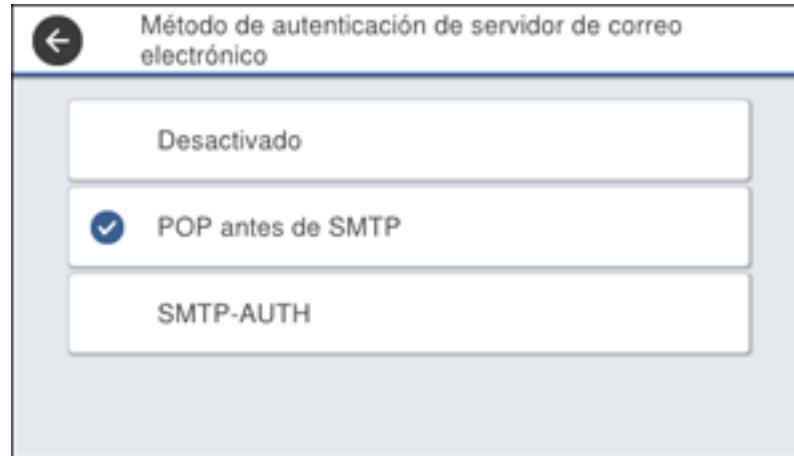 Método de autenticación de servidor de correo
electrónico
Desactivado
POP antes de SMTP
SMTP-AUTH